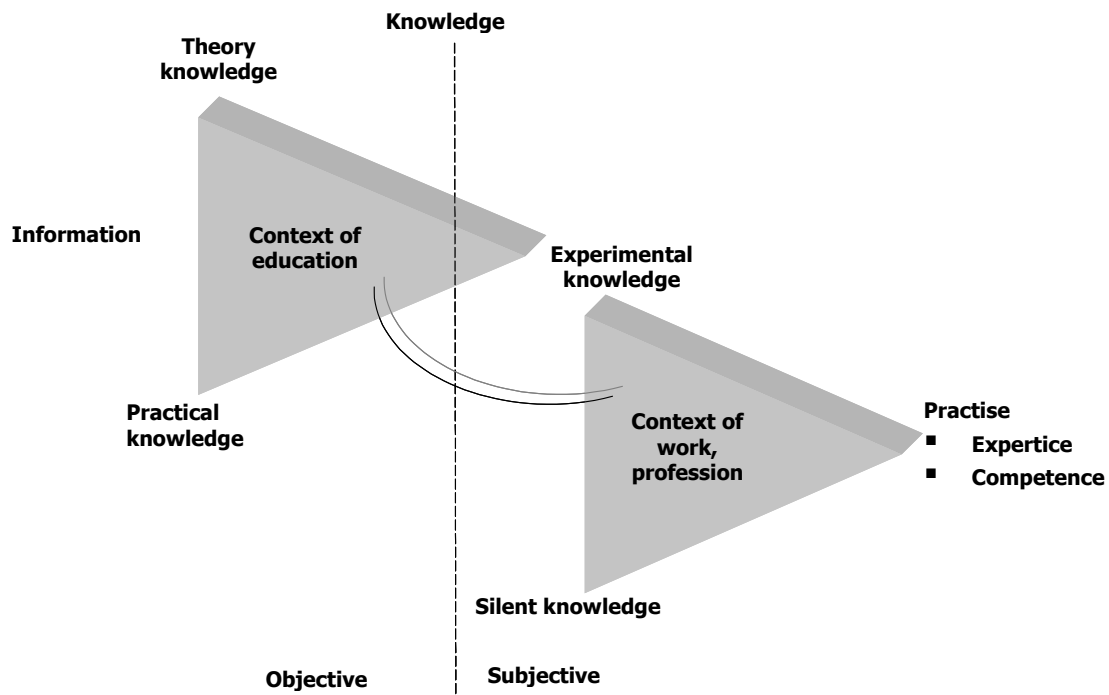 Knowledge
Theory
knowledge
Information
Context of
education
Experimental
knowledge
Practical
knowledge
Context of
work,
profession
Practise
▪ Expertice
▪ Competence
Silent knowledge
Objective
Subjective